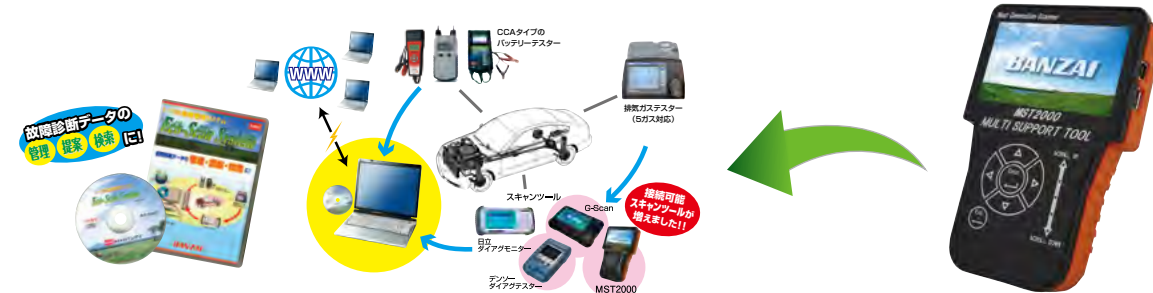 故障診断データの
管理 提案 検索 に!
WWW
CCAタイプの
バッテリーテスター
排気ガステスター
(5ガス対応)
スキャンツール
G-Scan
接続可能
スキャンツールが
増えました!!
日立
ダイアグモニター
デンソー
ダイアグテスター
MST2000
Next Generation Scanner
BANZAI
MST2000
MULTI SUPPORT TOOL